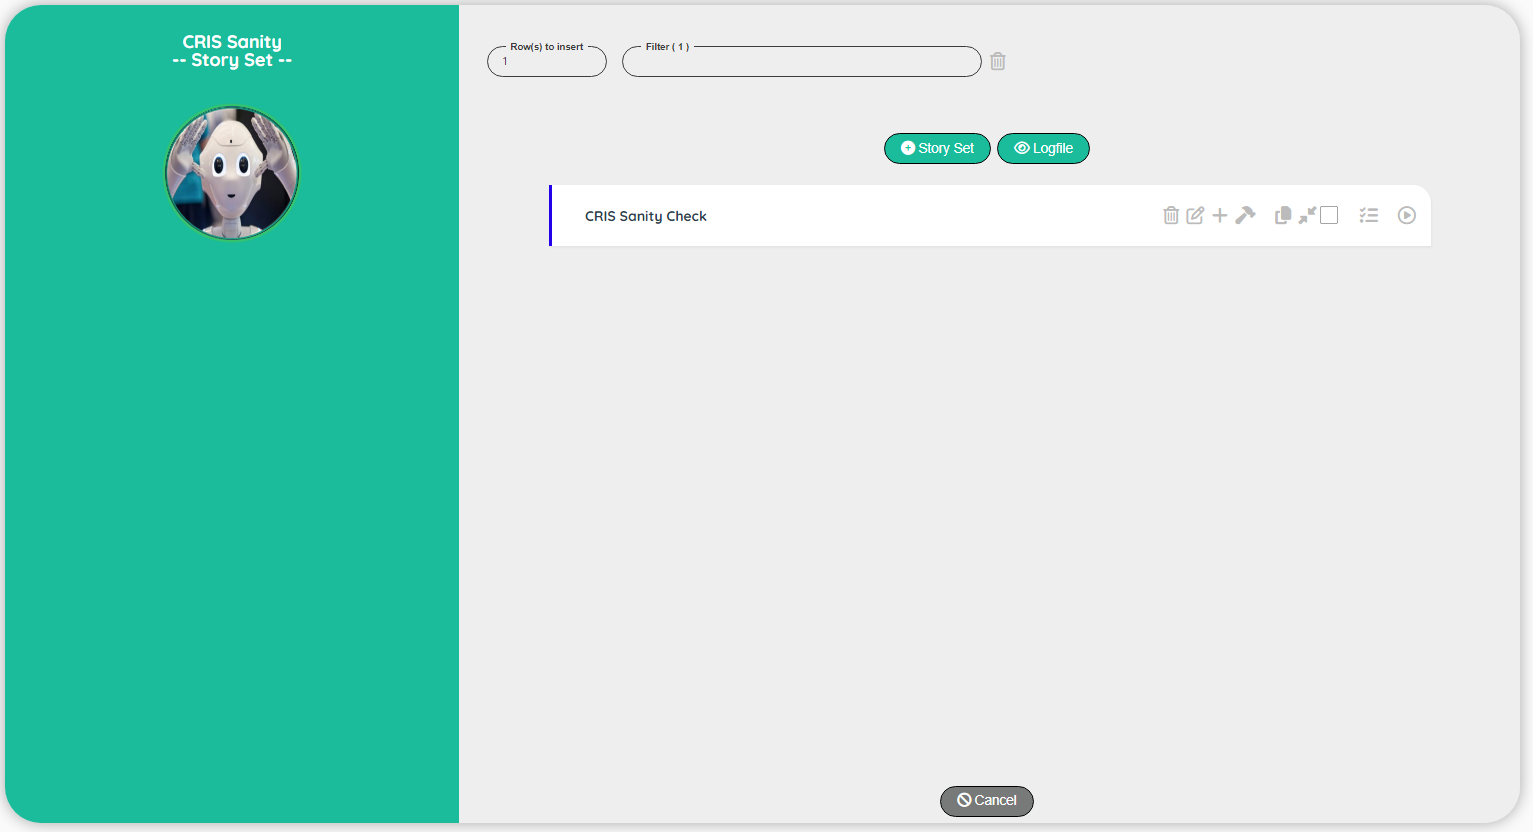 CRIS Sanity
-- Story Set --
Row(s) to insert
1
Filter ( 1 )
Story Set
Logfile
CRIS Sanity Check
Cancel